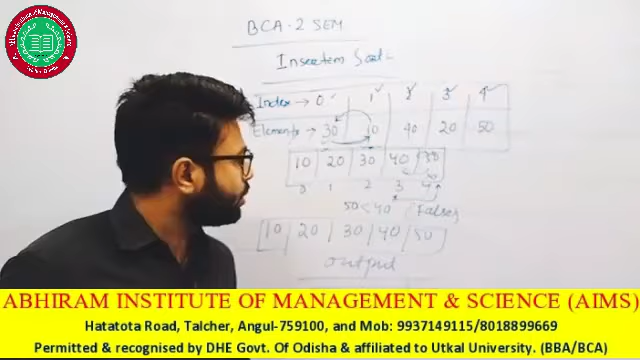 BCA-2 SEM
Insertion Sort
Index → 0 1 2 3 4
Elements → 30 10 40 20 50
10 20 30 40 50
0 1 2 3 4
50 < 40 (False)
10 20 30 40 50
output
ABHIRAM INSTITUTE OF MANAGEMENT & SCIENCE (AIMS)
Hatatota Road, Talcher, Angul-759100, and Mob: 9937149115/8018899669
Permitted & recognised by DHE Govt. Of Odisha & affiliated to Utkal University. (BBA/BCA)